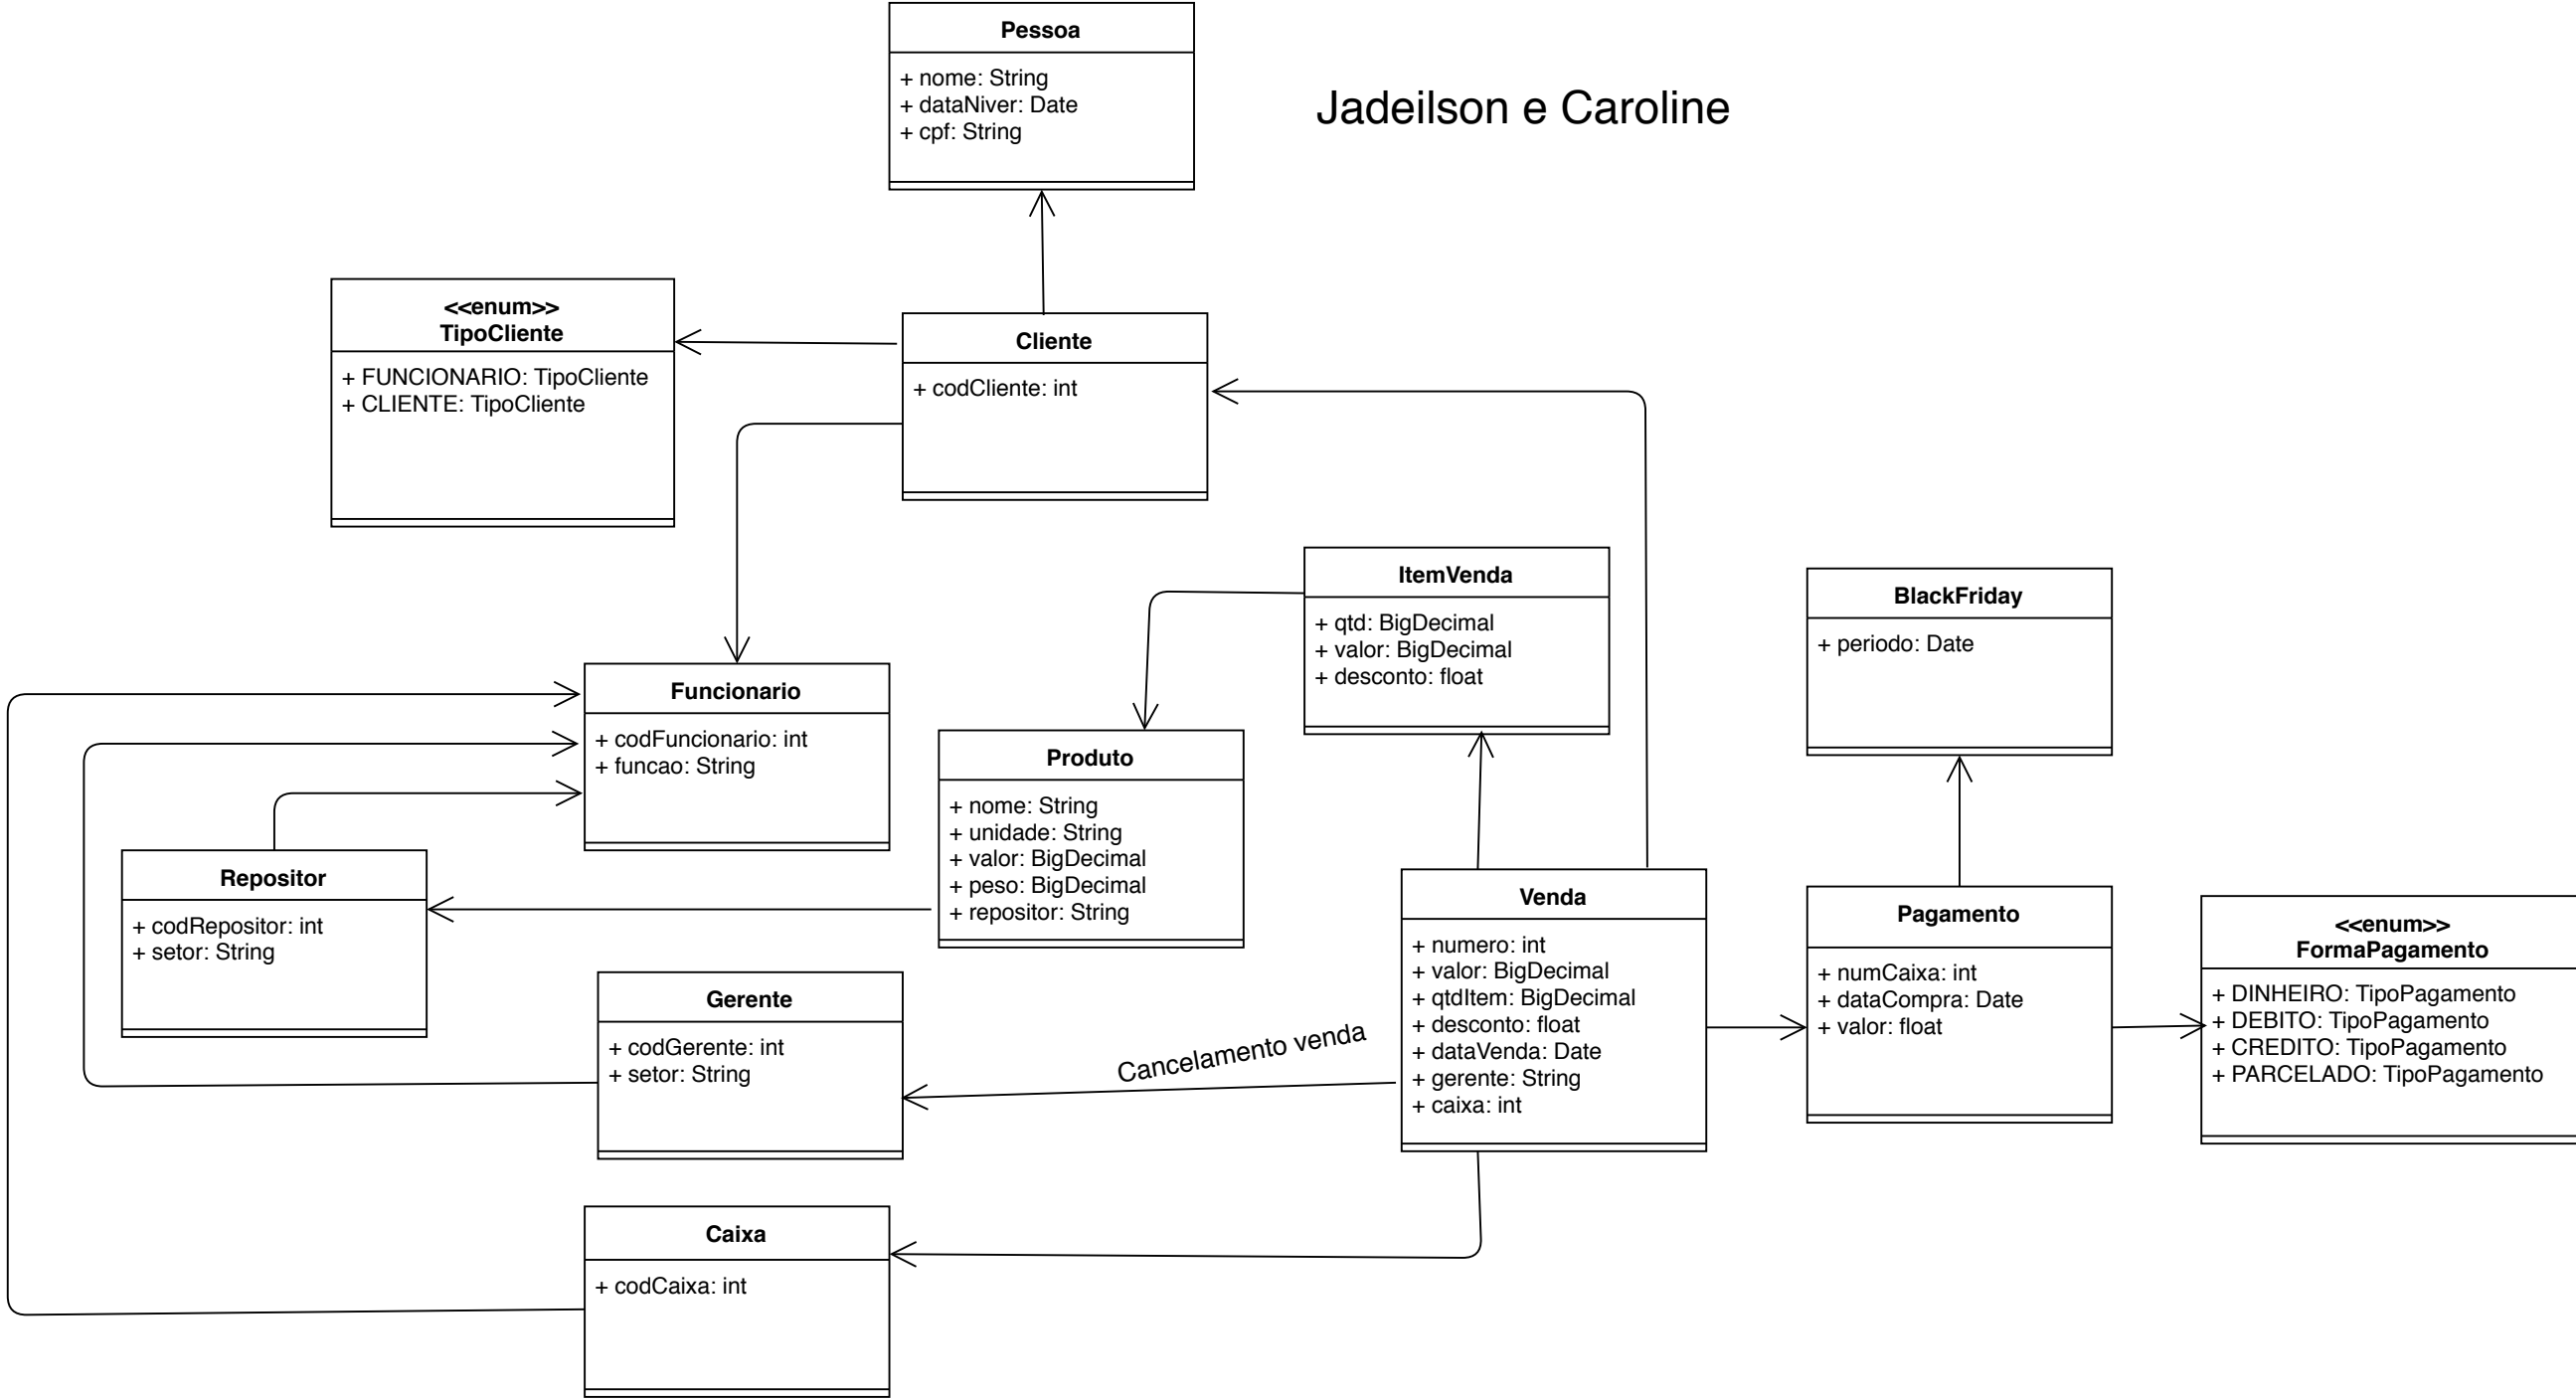 Pessoa
+ nome: String
+ dataNiver: Date
+ cpf: String
Jadeilson e Caroline
<<enum>>
TipoCliente
+ FUNCIONARIO: TipoCliente
+ CLIENTE: TipoCliente
Cliente
+ codCliente: int
ItemVenda
+ qtd: BigDecimal
+ valor: BigDecimal
+ desconto: float
BlackFriday
+ periodo: Date
Funcionario
+ codFuncionario: int
+ funcao: String
Produto
+ nome: String
+ unidade: String
+ valor: BigDecimal
+ peso: BigDecimal
+ repositor: String
Repositor
+ codRepositor: int
+ setor: String
Venda
+ numero: int
+ valor: BigDecimal
+ qtdItem: BigDecimal
+ desconto: float
+ dataVenda: Date
+ gerente: String
+ caixa: int
Pagamento
+ numCaixa: int
+ dataCompra: Date
+ valor: float
<<enum>>
FormaPagamento
+ DINHEIRO: TipoPagamento
+ DEBITO: TipoPagamento
+ CREDITO: TipoPagamento
+ PARCELADO: TipoPagamento
Gerente
+ codGerente: int
+ setor: String
Cancelamento venda
Caixa
+ codCaixa: int